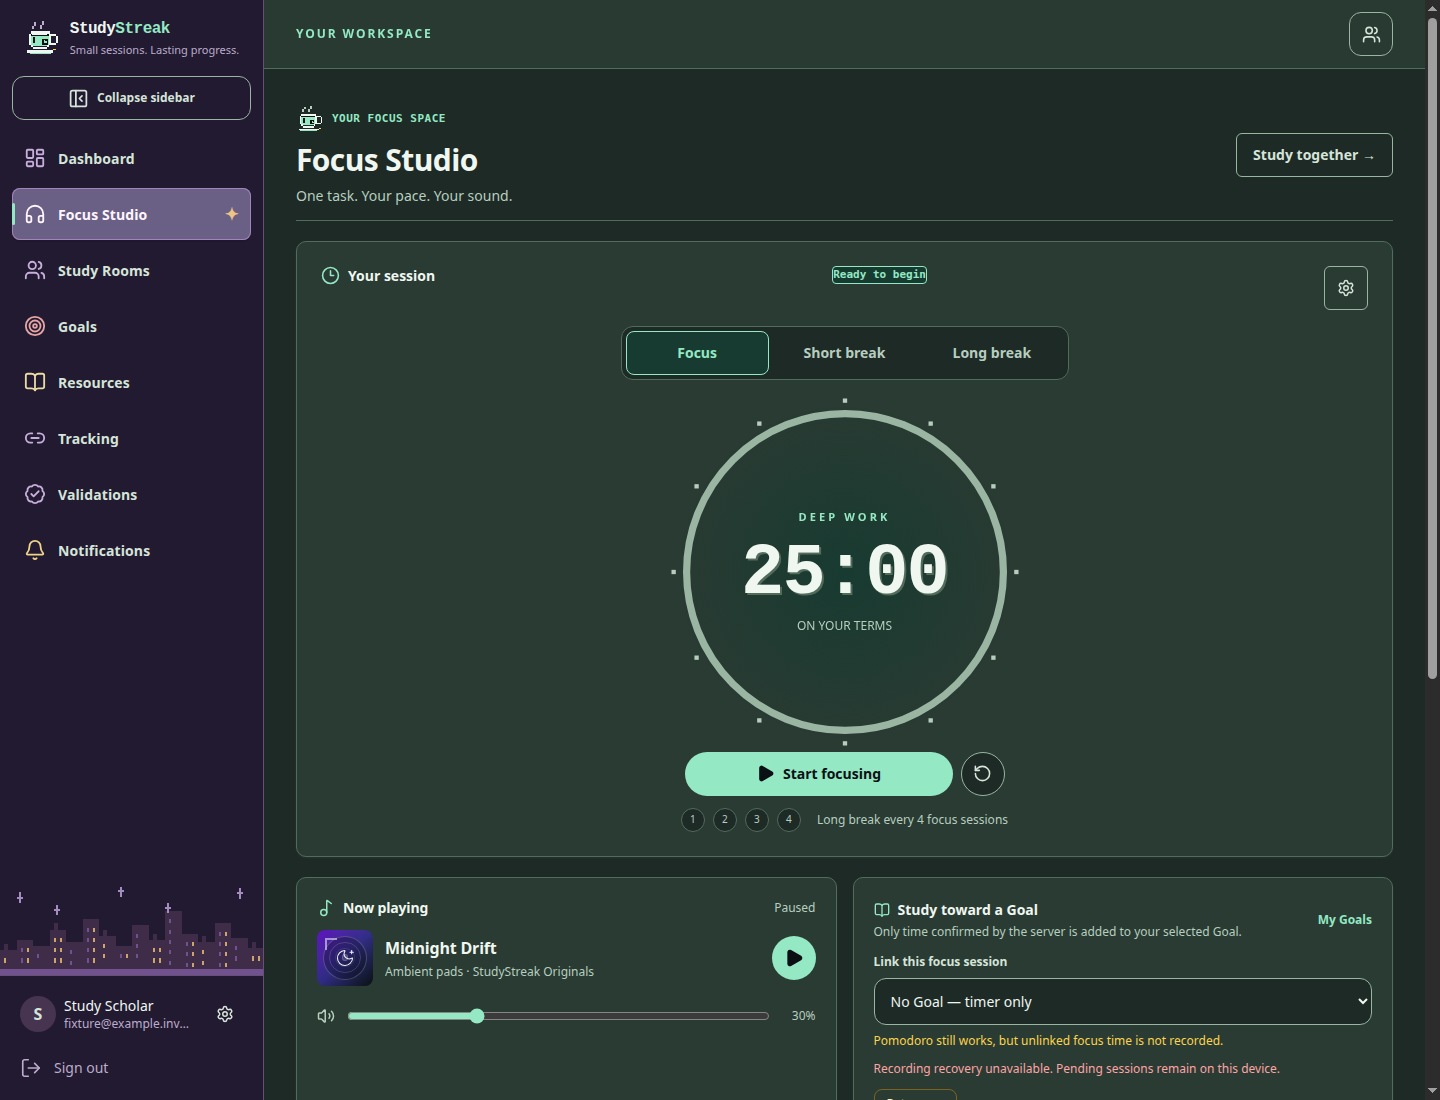 StudyStreak
Small sessions. Lasting progress.
Collapse sidebar
Dashboard
Focus Studio
Study Rooms
Goals
Resources
Tracking
Validations
Notifications
Study Scholar
S
fixture@example.inv...
Sign out
YOUR WORKSPACE
YOUR FOCUS SPACE
Focus Studio
One task. Your pace. Your sound.
Study together →
Your session
Ready to begin
Focus
Short break
Long break
DEEP WORK
25:00
ON YOUR TERMS
Start focusing
1 2 3 4 Long break every 4 focus sessions
Now playing
Paused
Midnight Drift
Ambient pads · StudyStreak Originals
30%
Study toward a Goal
Only time confirmed by the server is added to your selected Goal.
My Goals
Link this focus session
No Goal — timer only
Pomodoro still works, but unlinked focus time is not recorded.
Recording recovery unavailable. Pending sessions remain on this device.